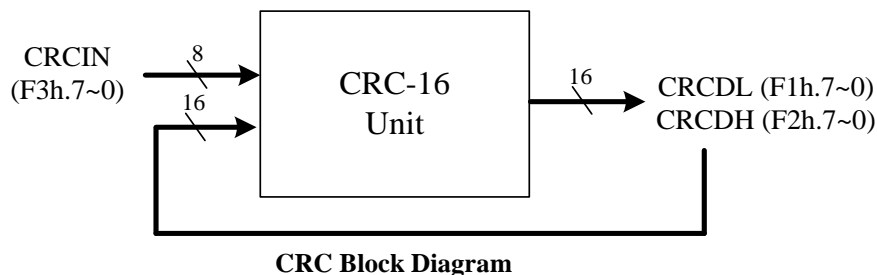 CRCIN
(F3h.7~0)
8
16
CRC-16
Unit
16
CRCDL (F1h.7~0)
CRCDH (F2h.7~0)
CRC Block Diagram